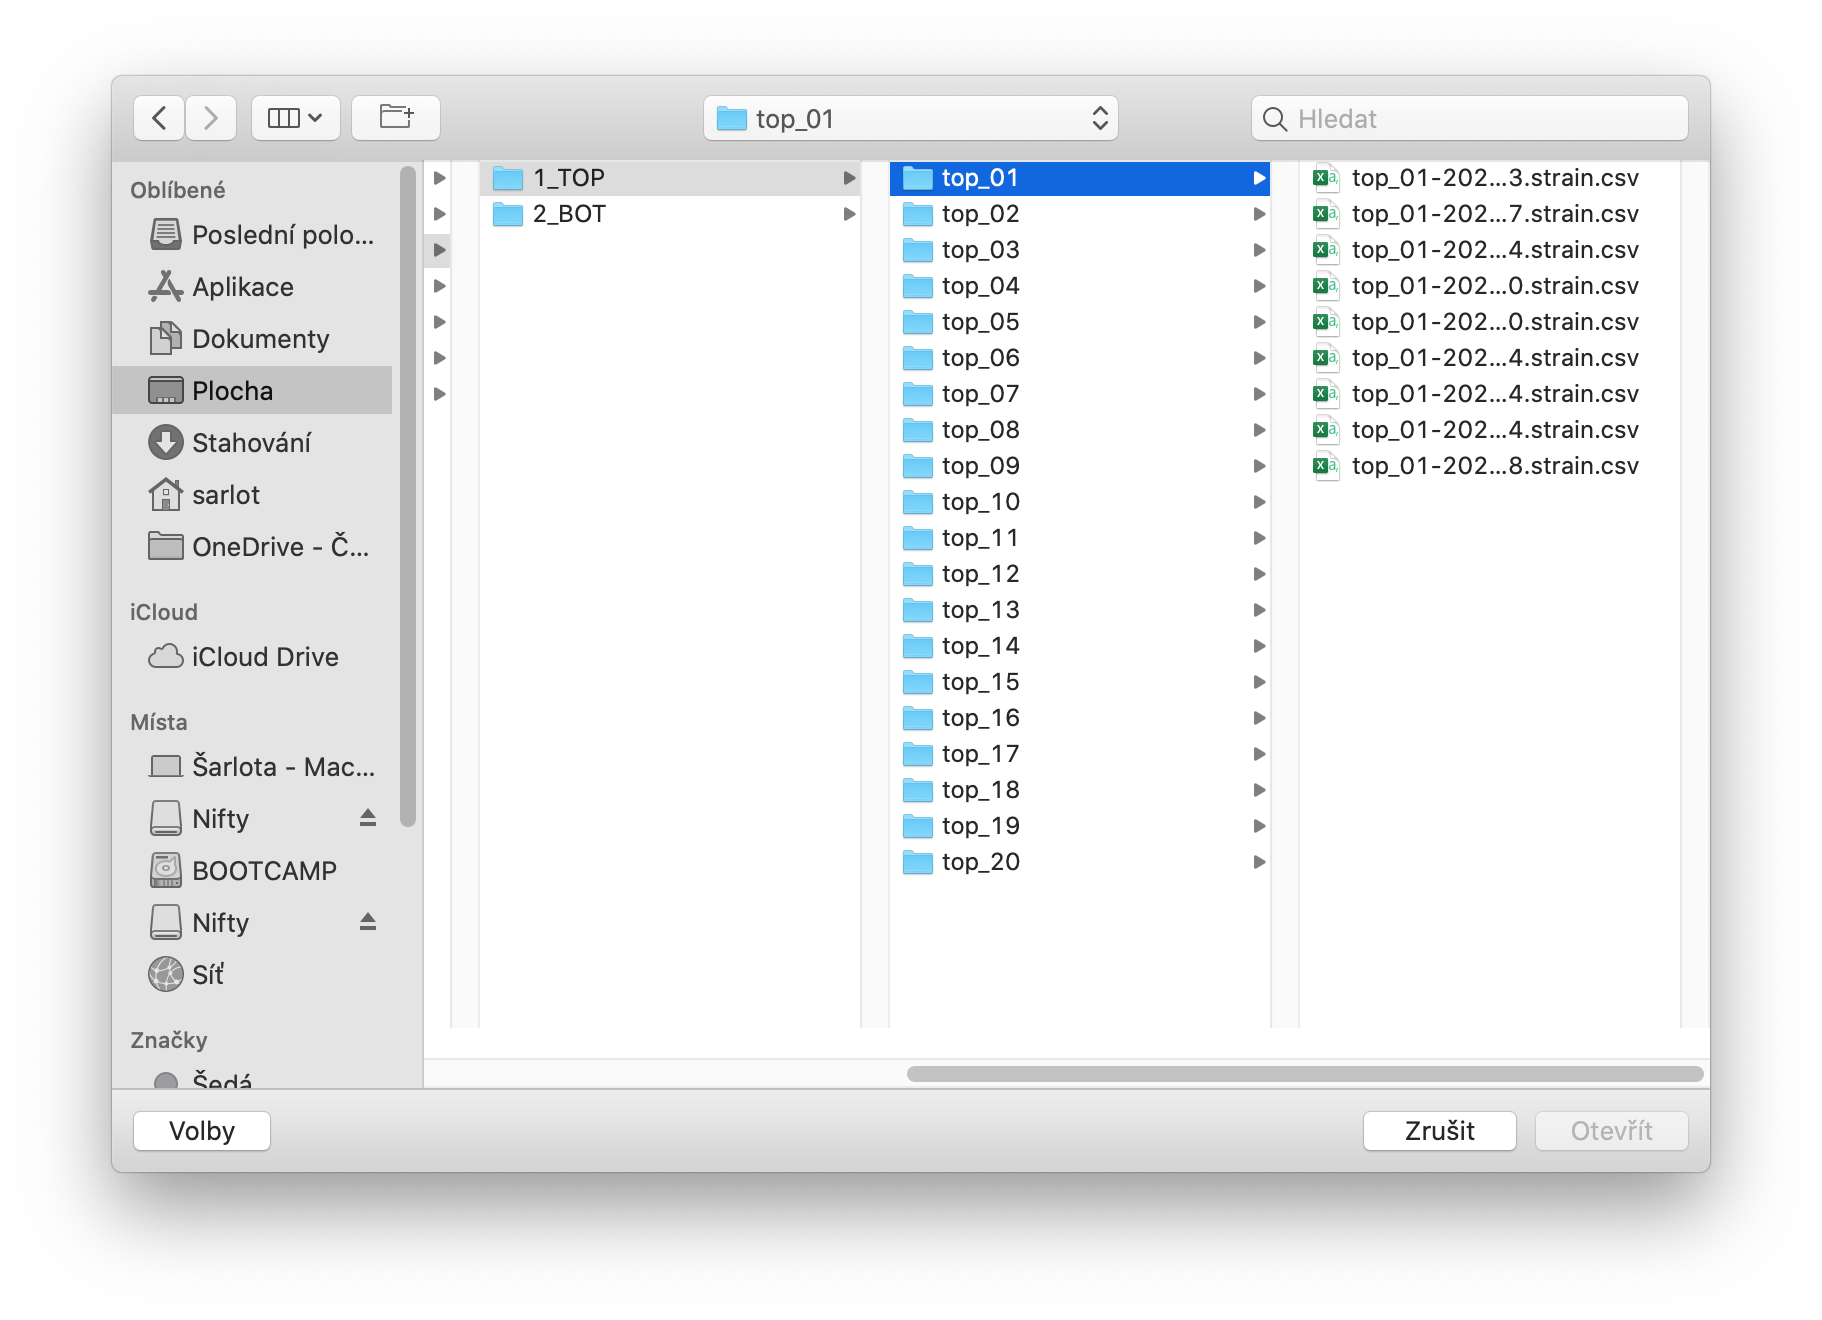 top_01
Hledat
Oblíbené
Poslední polo...
Aplikace
Dokumenty
Plocha
Stahování
sarlot
OneDrive - Č...
iCloud
iCloud Drive
Místa
Šarlota - Mac...
Nifty
BOOTCAMP
Nifty
Síť
Značky
Šedá
1_TOP
2_BOT
top_01
top_02
top_03
top_04
top_05
top_06
top_07
top_08
top_09
top_10
top_11
top_12
top_13
top_14
top_15
top_16
top_17
top_18
top_19
top_20
top_01-202...3.strain.csv
top_01-202...7.strain.csv
top_01-202...4.strain.csv
top_01-202...0.strain.csv
top_01-202...0.strain.csv
top_01-202...4.strain.csv
top_01-202...4.strain.csv
top_01-202...4.strain.csv
top_01-202...8.strain.csv
Volby
Zrušit
Otevřít